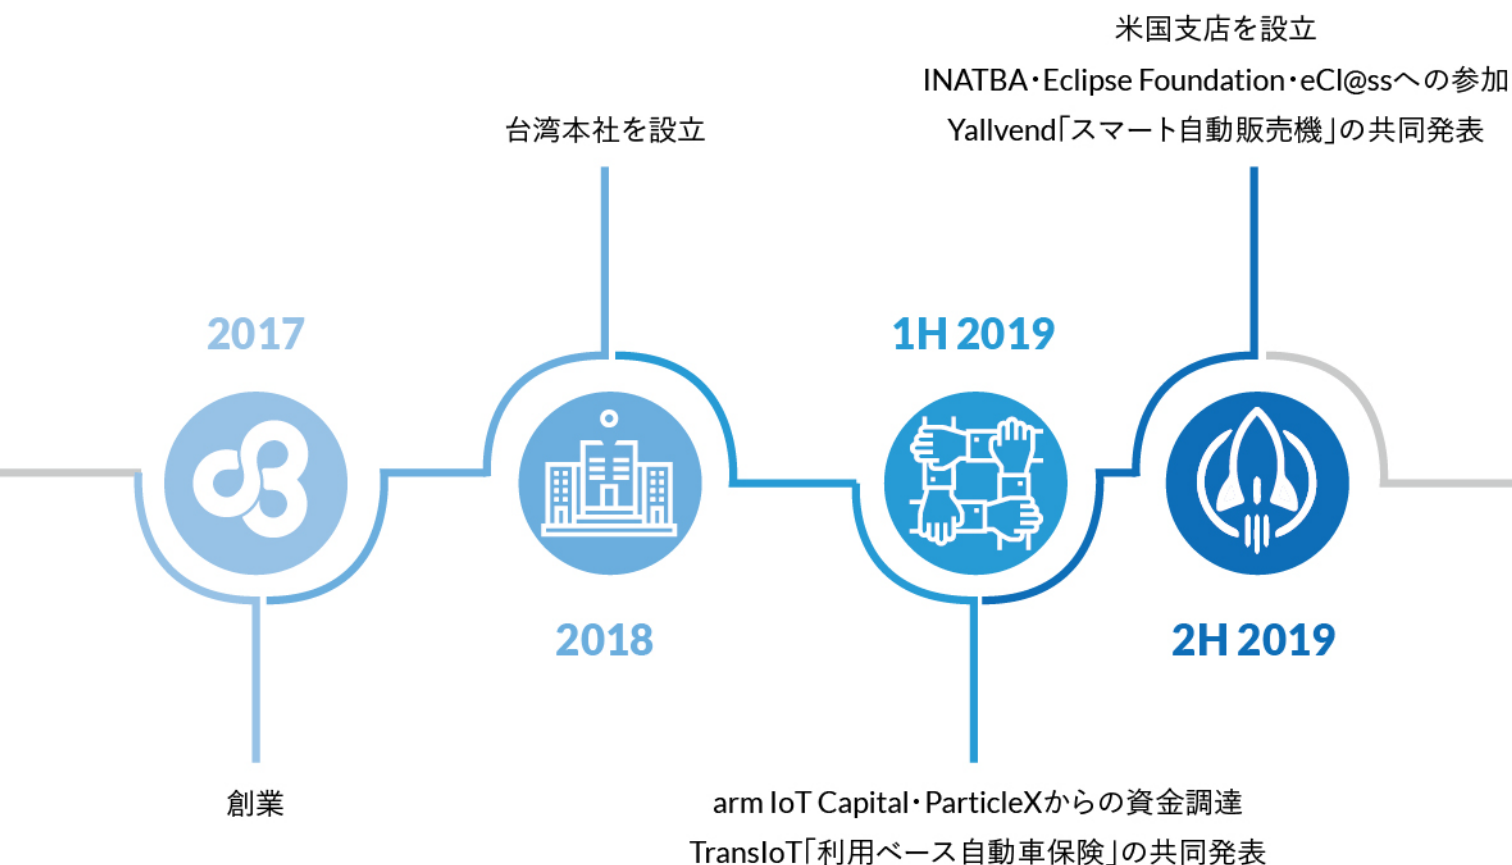 2017
創業
台湾本社を設立
2018
1H 2019
arm IoT Capital・ParticleXからの資金調達
TransIoT「利用ベース自動車保険」の共同発表
米国支店を設立
INATBA・Eclipse Foundation・eCl@ssへの参加
Yallvend「スマート自動販売機」の共同発表
2H 2019